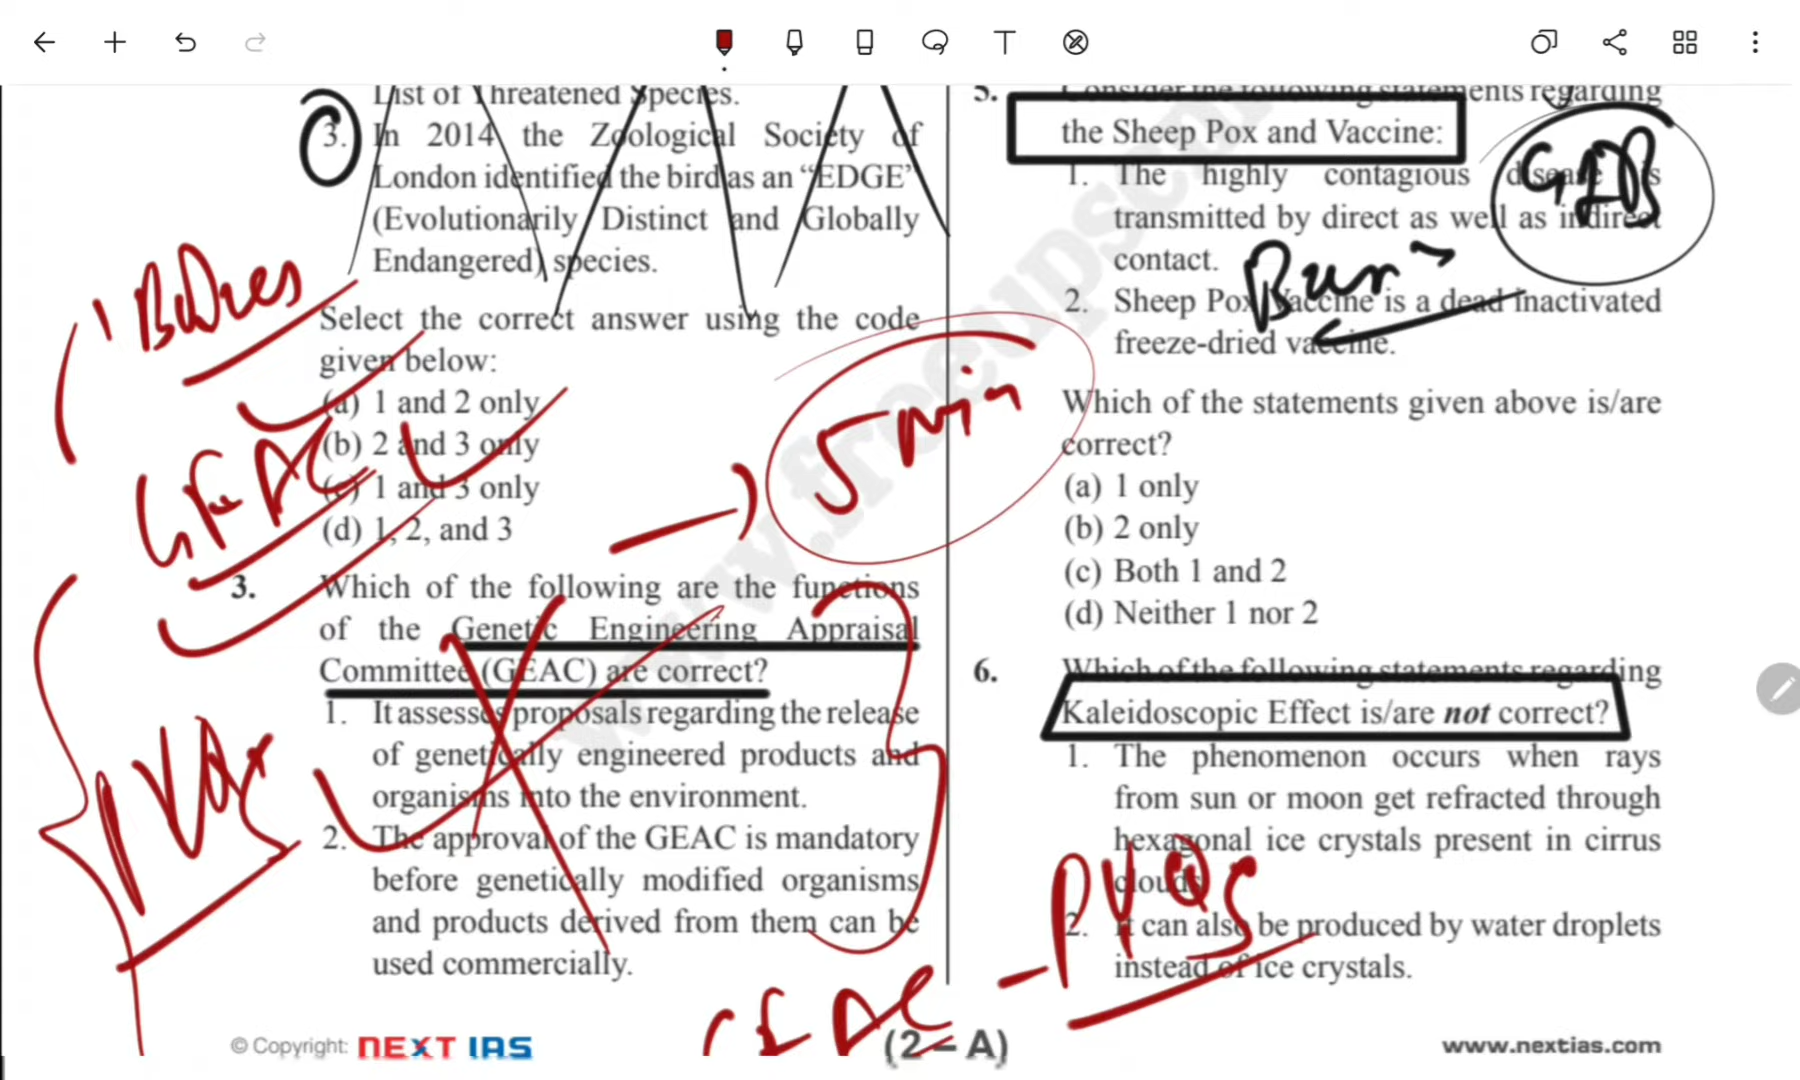 List of Threatened Species.
3. In 2014 the Zoological Society of
London identified the bird as an “EDGE”
(Evolutionarily Distinct and Globally
Endangered) species.
Select the correct answer using the code
given below:
(a) 1 and 2 only
(b) 2 and 3 only
(c) 1 and 3 only
(d) 1, 2, and 3
3. Which of the following are the functions
of the Genetic Engineering Appraisal
Committee (GEAC) are correct?
1. It assesses proposals regarding the release
of genetically engineered products and
organisms into the environment.
2. The approval of the GEAC is mandatory
before genetically modified organisms
and products derived from them can be
used commercially.
5. Consider the following statements regarding
the Sheep Pox and Vaccine:
1. The highly contagious disease is
transmitted by direct as well as indirect
contact.
2. Sheep Pox Vaccine is a dead inactivated
freeze-dried vaccine.
Which of the statements given above is/are
correct?
(a) 1 only
(b) 2 only
(c) Both 1 and 2
(d) Neither 1 nor 2
6. Which of the following statements regarding
Kaleidoscopic Effect is/are not correct?
1. The phenomenon occurs when rays
from sun or moon get refracted through
hexagonal ice crystals present in cirrus
clouds.
2. It can also be produced by water droplets
instead of ice crystals.
Bodies
GEAC
5 min
PYQs
GEAC
© Copyright: NEXT IAS
(2 – A)
www.nextias.com